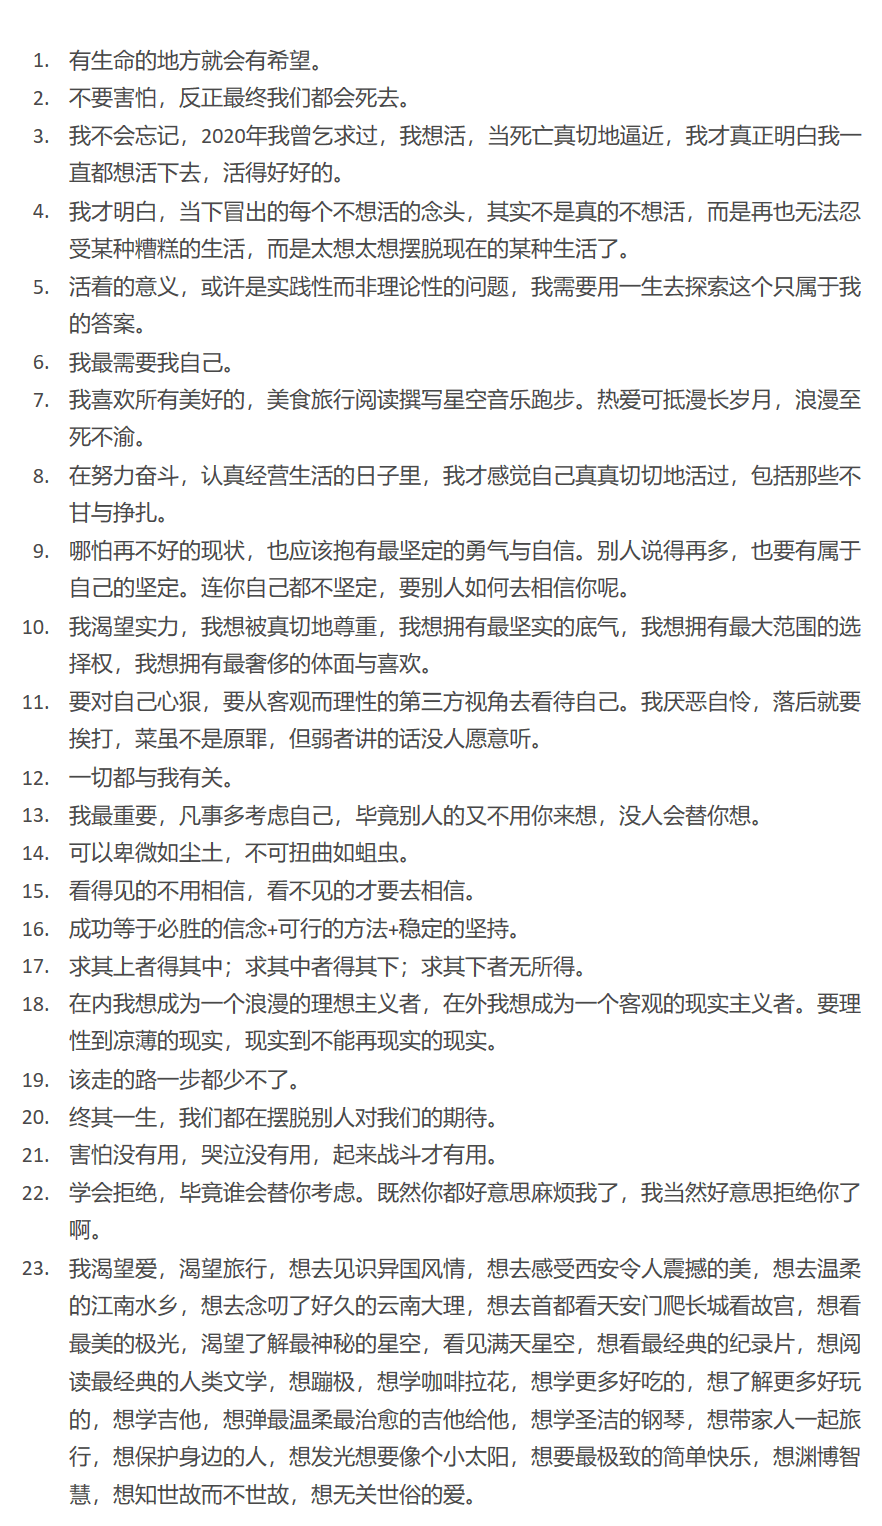 1. 有生命的地方就会有希望。
2. 不要害怕，反正最终我们都会死去。
3. 我不会忘记，2020年我曾乞求过，我想活，当死亡真切地逼近，我才真正明白我一
直都想活下去，活得好好的。
4. 我才明白，当下冒出的每个不想活的念头，其实不是真的不想活，而是再也无法忍
受某种糟糕的生活，而是太想太想摆脱现在的某种生活了。
5. 活着的意义，或许是实践性而非理论性的问题，我需要用一生去探索这个只属于我
的答案。
6. 我最需要我自己。
7. 我喜欢所有美好的，美食旅行阅读撰写星空音乐跑步。热爱可抵漫长岁月，浪漫至
死不渝。
8. 在努力奋斗，认真经营生活的日子里，我才感觉自己真真切切地活过，包括那些不
甘与挣扎。
9. 哪怕再不好的现状，也应该抱有最坚定的勇气与自信。别人说得再多，也要有属于
自己的坚定。连你自己都不坚定，要别人如何去相信你呢。
10. 我渴望实力，我想被真切地尊重，我想拥有最坚实的底气，我想拥有最大范围的选
择权，我想拥有最奢侈的体面与喜欢。
11. 要对自己心狠，要从客观而理性的第三方视角去看待自己。我厌恶自怜，落后就要
挨打，菜虽不是原罪，但弱者讲的话没人愿意听。
12. 一切都与我有关。
13. 我最重要，凡事多考虑自己，毕竟别人的又不用你来想，没人会替你想。
14. 可以卑微如尘土，不可扭曲如蛆虫。
15. 看得见的不用相信，看不见的才要去相信。
16. 成功等于必胜的信念+可行的方法+稳定的坚持。
17. 求其上者得其中；求其中者得其下；求其下者无所得。
18. 在内我想成为一个浪漫的理想主义者，在外我想成为一个客观的现实主义者。要理
性到凉薄的现实，现实到不能再现实的现实。
19. 该走的路一步都少不了。
20. 终其一生，我们都在摆脱别人对我们的期待。
21. 害怕没有用，哭泣没有用，起来战斗才有用。
22. 学会拒绝，毕竟谁会替你考虑。既然你都好意思麻烦我了，我当然好意思拒绝你了
啊。
23. 我渴望爱，渴望旅行，想去见识异国风情，想去感受西安令人震撼的美，想去温柔
的江南水乡，想去念叨了好久的云南大理，想去首都看天安门爬长城看故宫，想看
最美的极光，渴望了解最神秘的星空，看见满天星空，想看最经典的纪录片，想阅
读最经典的人类文学，想蹦极，想学咖啡拉花，想学更多好吃的，想了解更多好玩
的，想学吉他，想弹最温柔最治愈的吉他给他，想学圣洁的钢琴，想带家人一起旅
行，想保护身边的人，想发光想要像个小太阳，想要最极致的简单快乐，想渊博智
慧，想知世故而不世故，想无关世俗的爱。